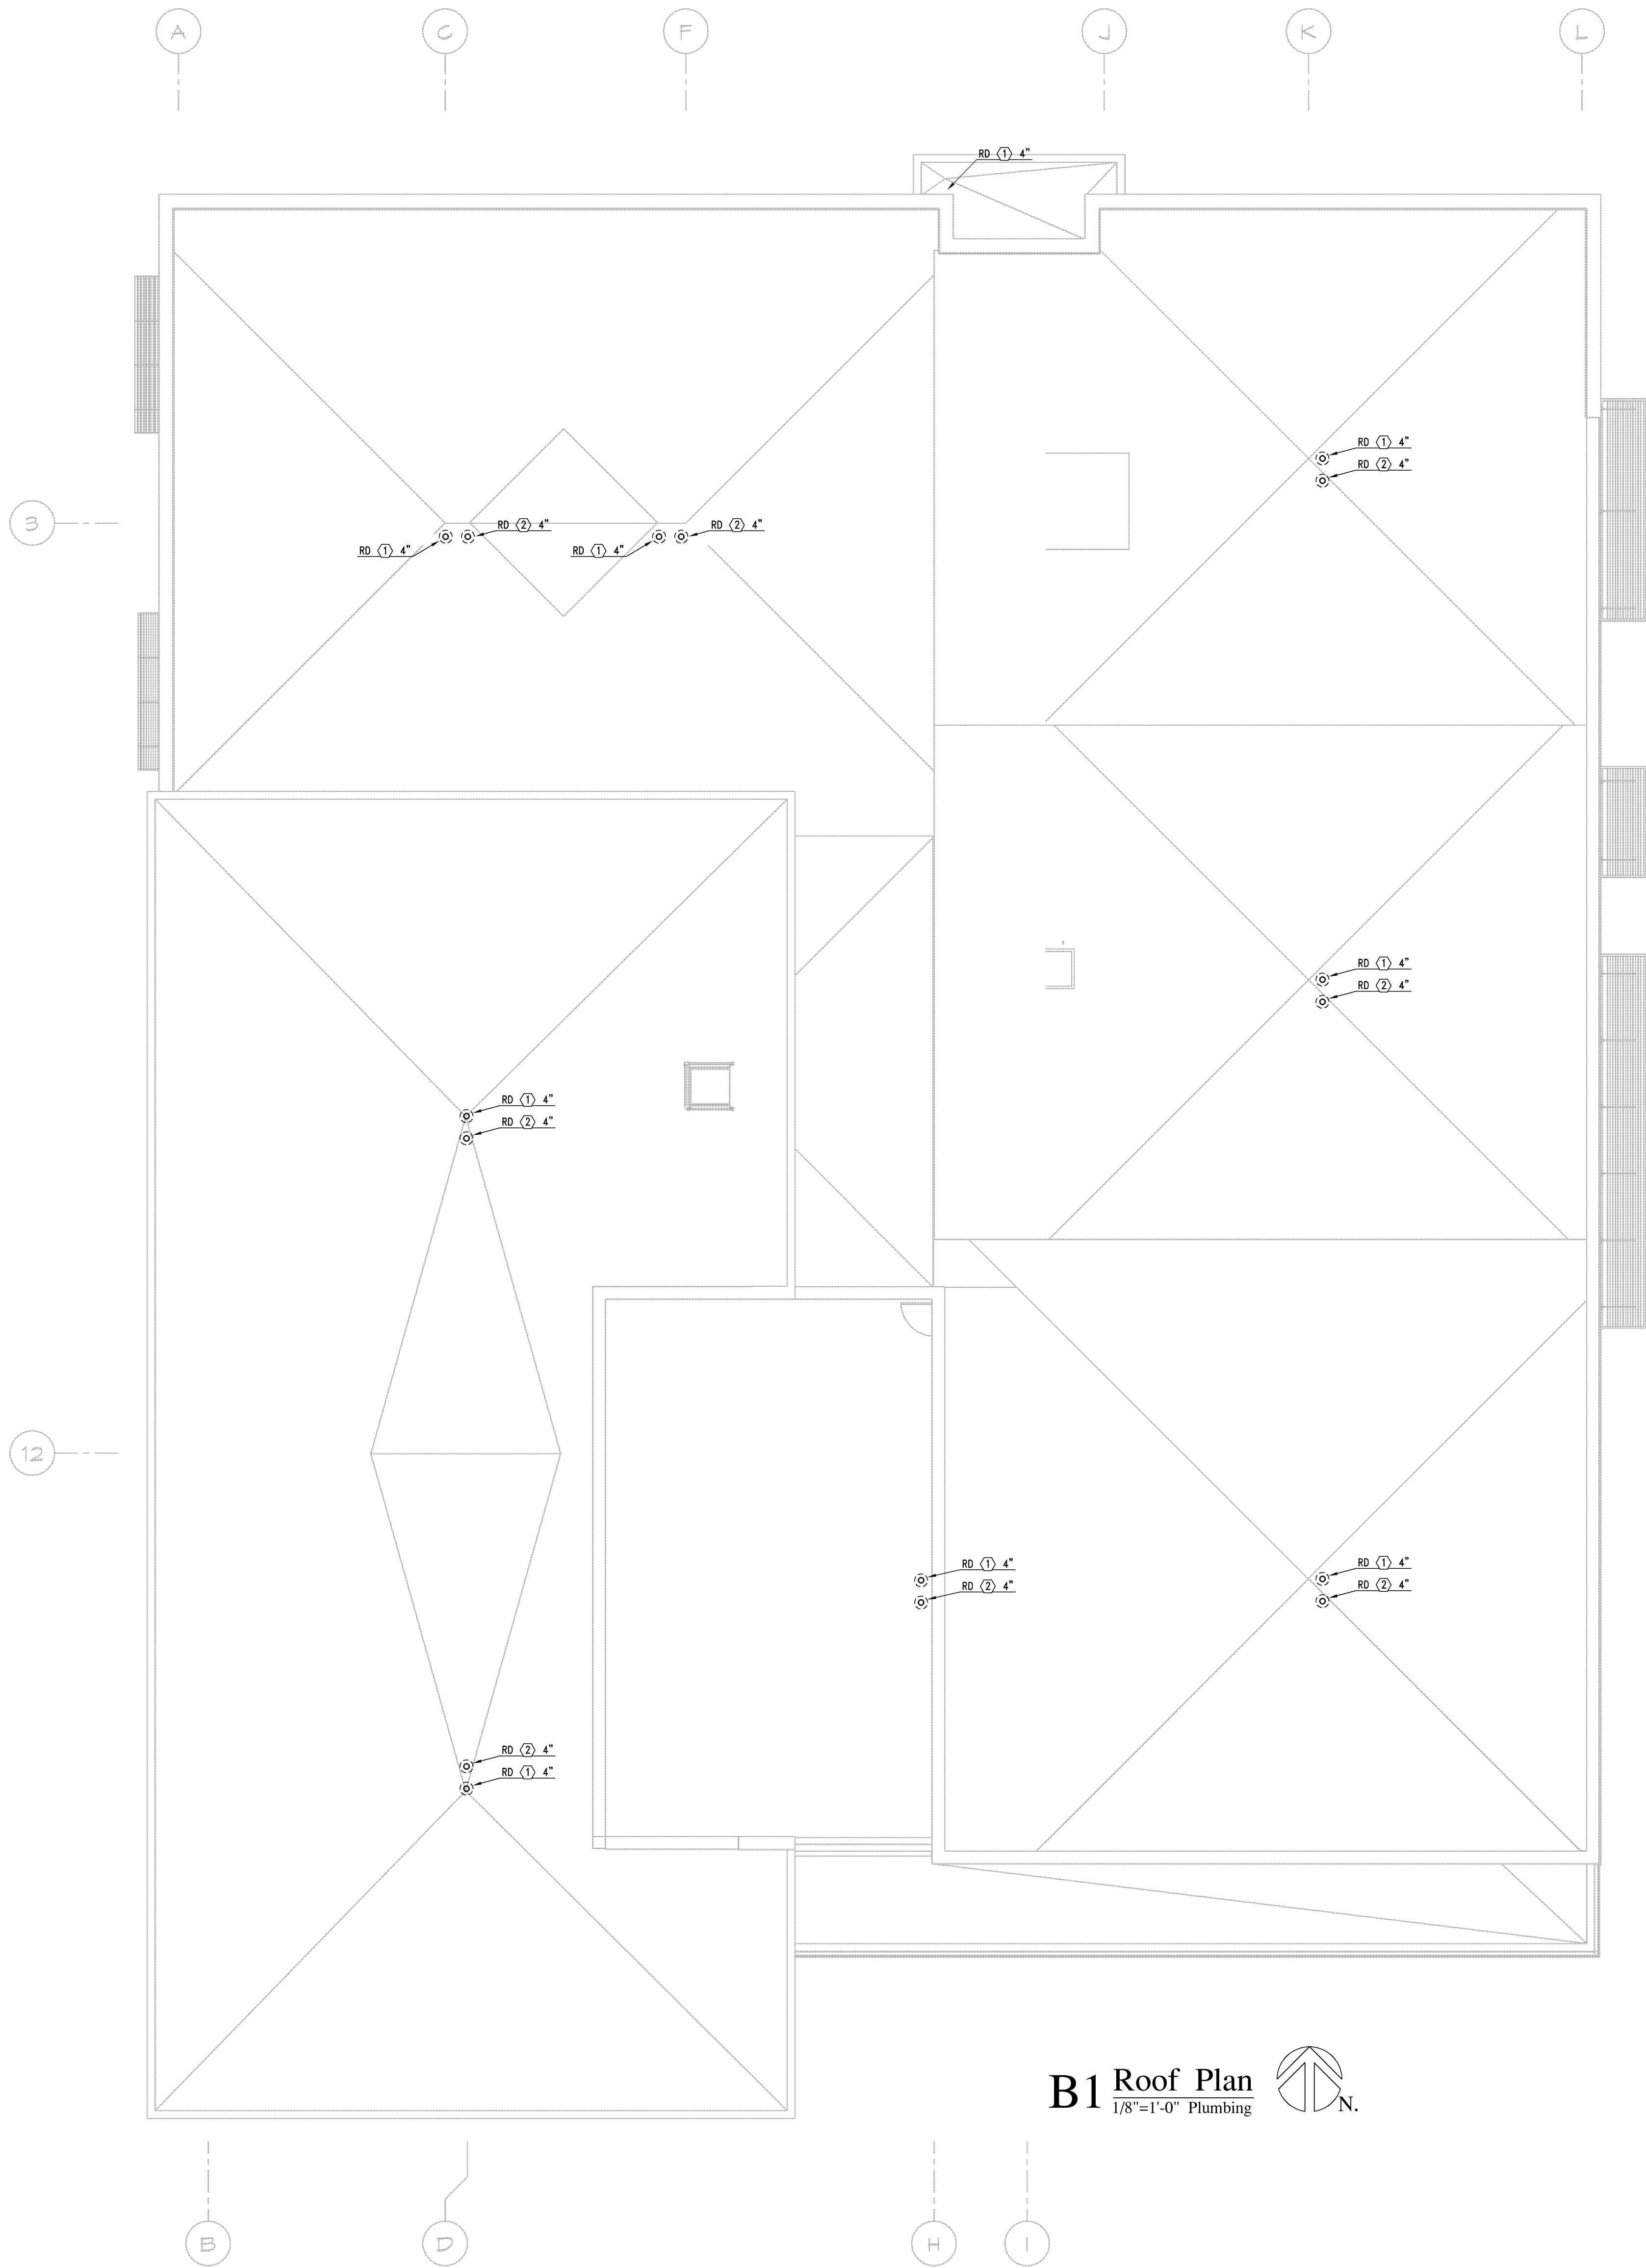 A
C
F
J
K
L
RD 1 4"
RD 1 4"
RD 2 4"
3
RD 2 4"
RD 2 4"
RD 1 4"
RD 1 4"
RD 1 4"
RD 2 4"
RD 1 4"
RD 2 4"
12
RD 1 4"
RD 2 4"
RD 1 4"
RD 2 4"
RD 2 4"
RD 1 4"
B1 Roof Plan
1/8"=1'-0" Plumbing
N.
B
D
H
I